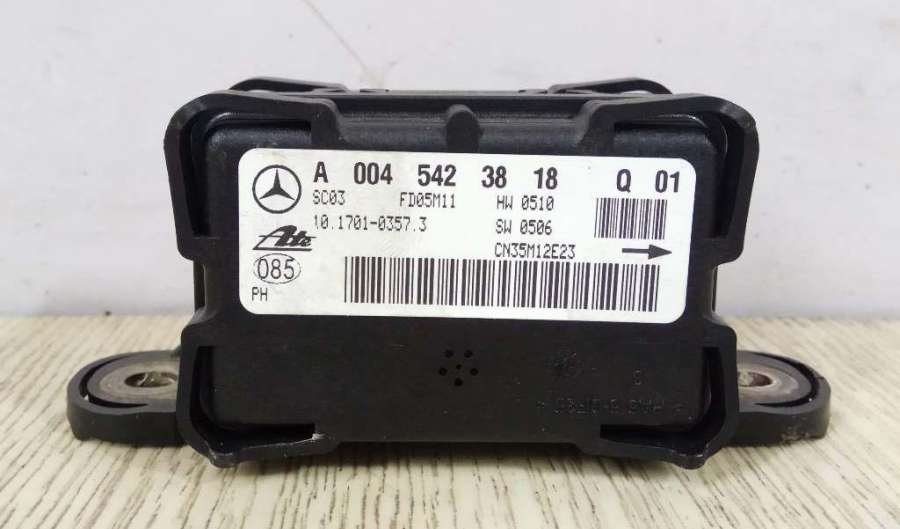 A 004 542 38 18 Q 01
SC03 FD05M11 HW 0510
10.1701-0357.3 SW 0506
Ate CN35M12E23
085
PH